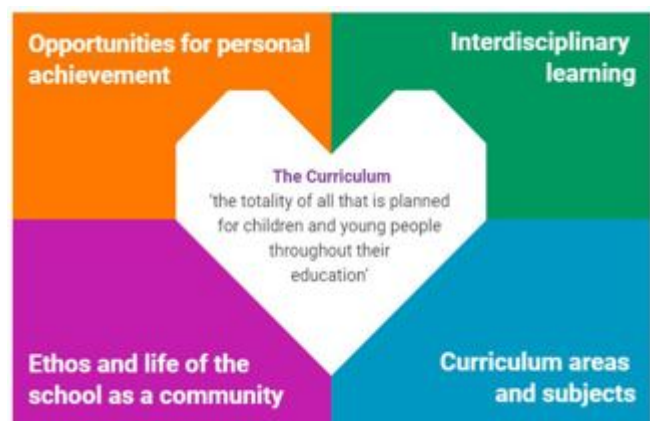 Opportunities for personal
achievement
Interdisciplinary
learning
The Curriculum
'the totality of all that is planned
for children and young people
throughout their
education'
Ethos and life of the
school as a community
Curriculum areas
and subjects